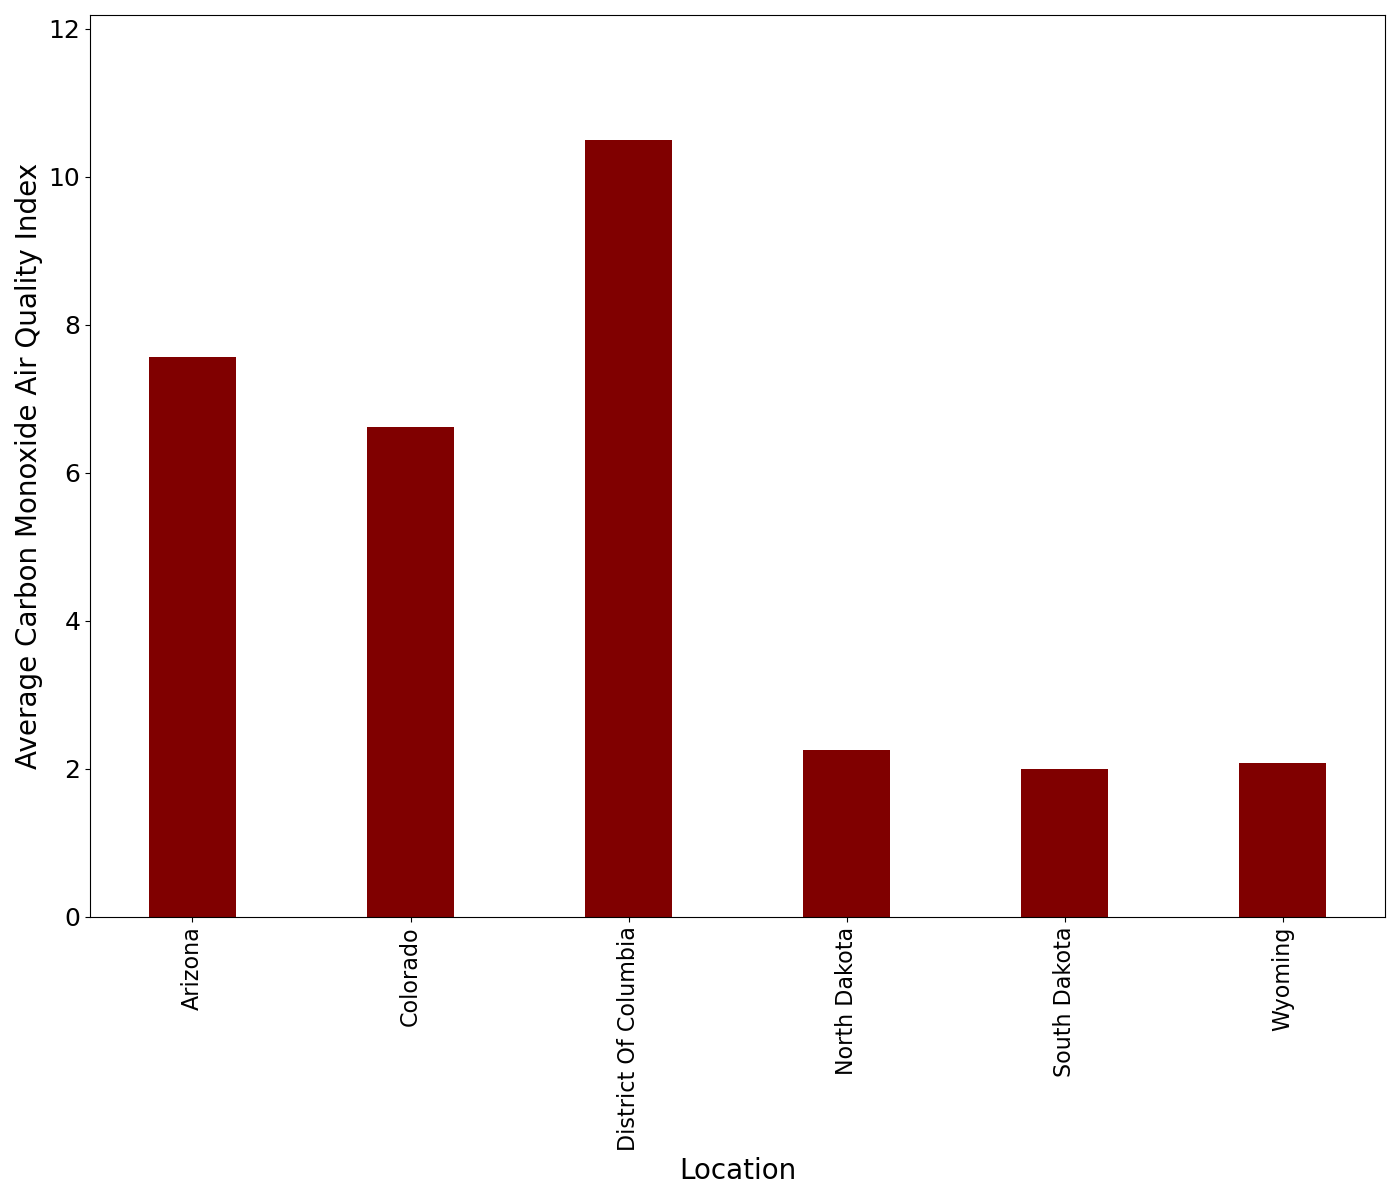 Average Carbon Monoxide Air Quality Index
12
10
8
6
4
2
0
Arizona
Colorado
District Of Columbia
North Dakota
South Dakota
Wyoming
Location